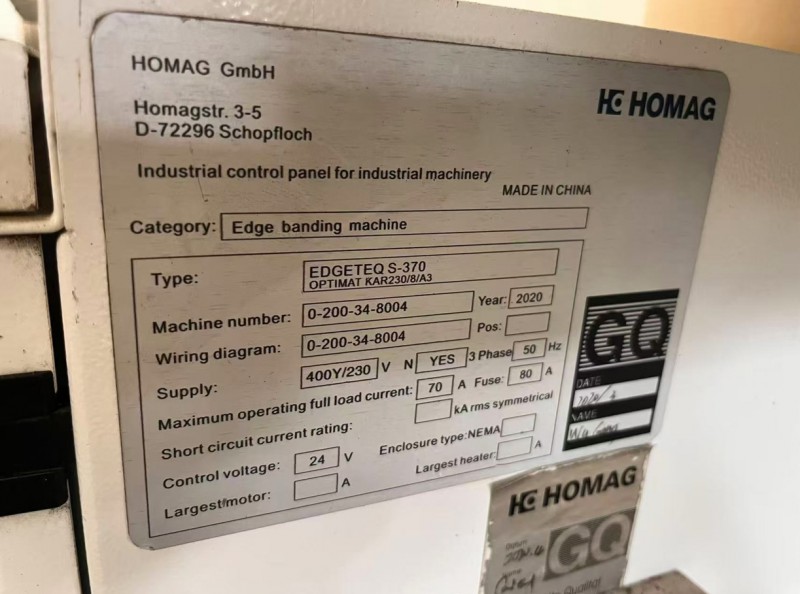 HOMAG GmbH
HOMAG
Homagstr. 3-5
D-72296 Schopfloch
Industrial control panel for industrial machinery
MADE IN CHINA
Category: Edge banding machine
Type: EDGETEQ S-370
OPTIMAT KAR230/8/A3
Machine number: 0-200-34-8004 Year: 2020
Wiring diagram: 0-200-34-8004 Pos:
Supply: 400Y/230 V N YES 3 Phase 50 Hz
Maximum operating full load current: 70 A Fuse: 80 A
Short circuit current rating: kA rms symmetrical
Control voltage: 24 V Enclosure type: NEMA
Largest motor: A Largest heater: A
GQ
DATE
NAME
HOMAG
GQ